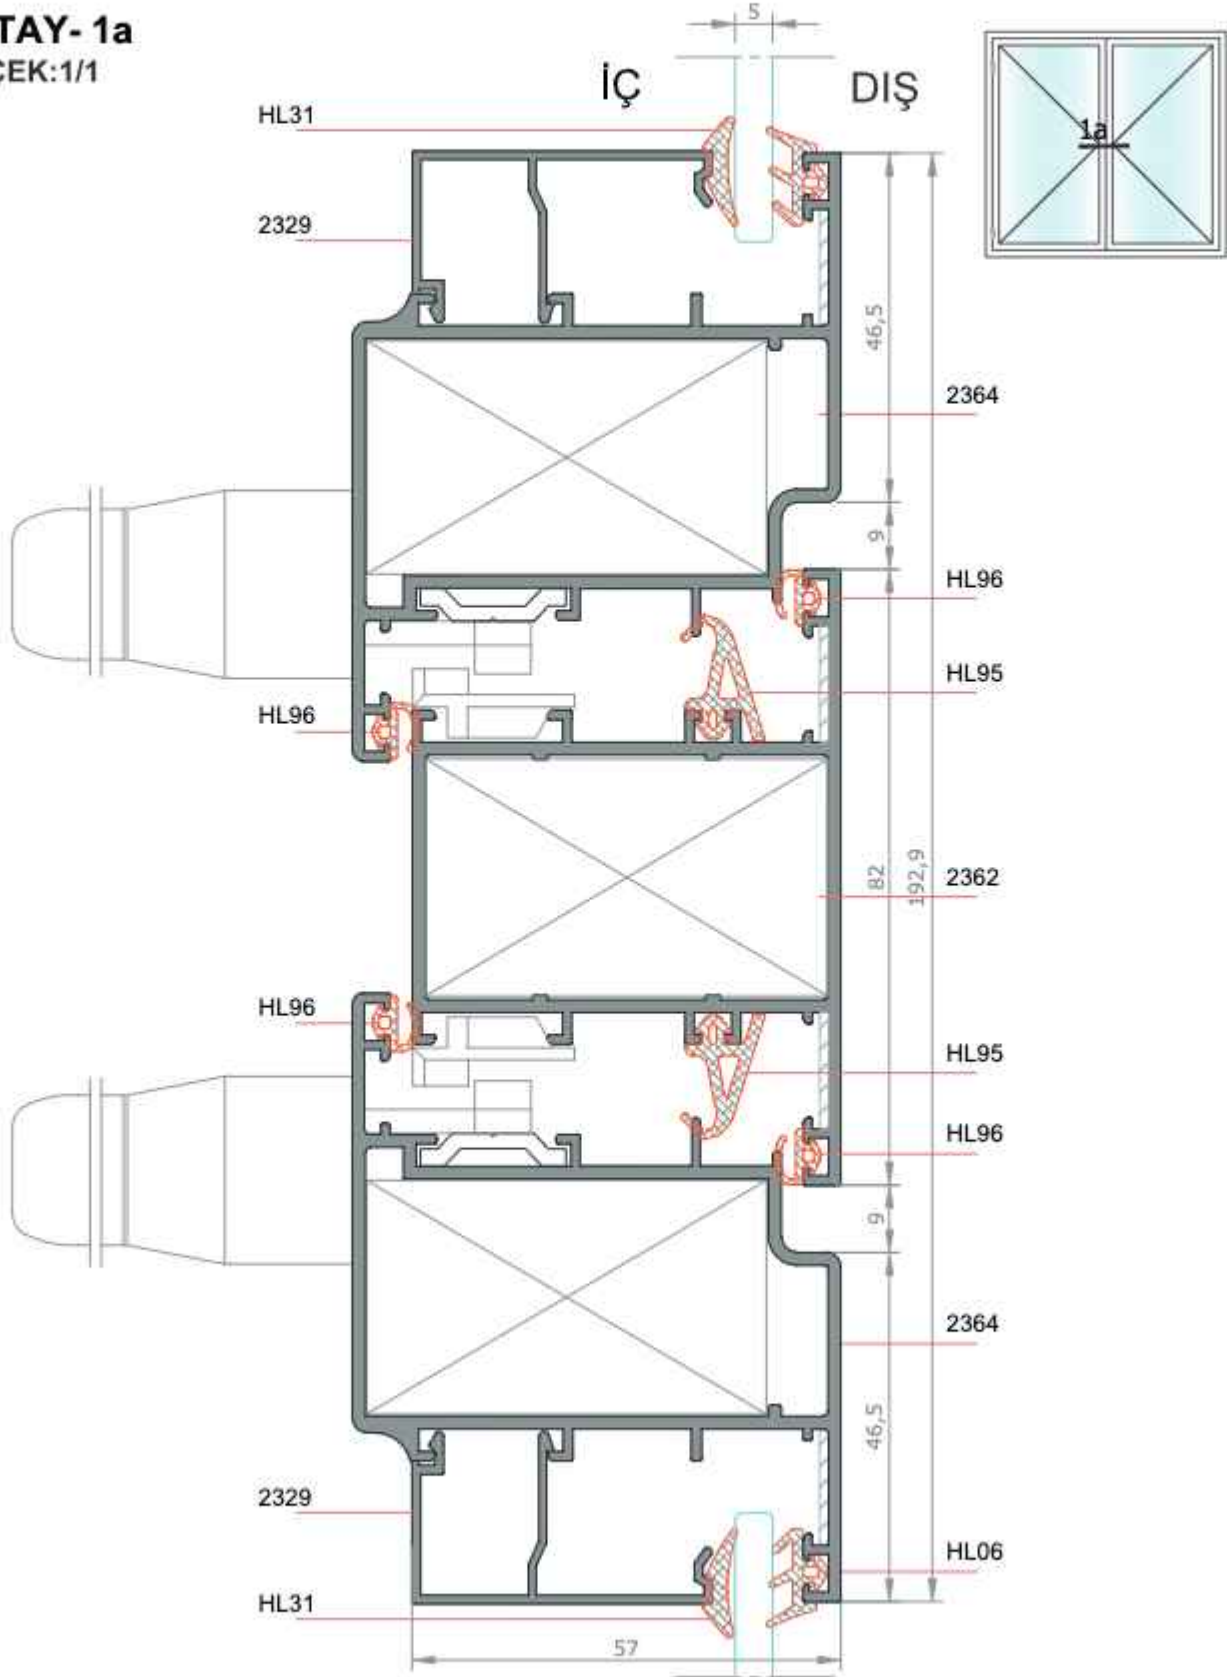 TAY- 1a
ÇEK:1/1
5
İÇ
DIŞ
1a
HL31
2329
46,5
2364
9
HL96
HL95
HL96
82
192,9
2362
HL96
HL95
HL96
9
2364
46,5
2329
HL06
HL31
57